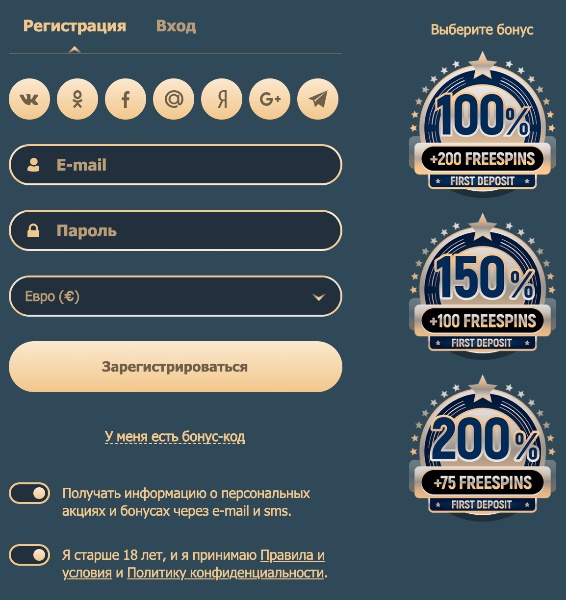 Регистрация Вход
E-mail
Пароль
Евро (€)
Зарегистрироваться
У меня есть бонус-код
Получать информацию о персональных
акциях и бонусах через e-mail и sms.
Я старше 18 лет, и я принимаю Правила и
условия и Политику конфиденциальности.
Выберите бонус
100%
+200 FREESPINS
FIRST DEPOSIT
150%
+100 FREESPINS
FIRST DEPOSIT
200%
+75 FREESPINS
FIRST DEPOSIT